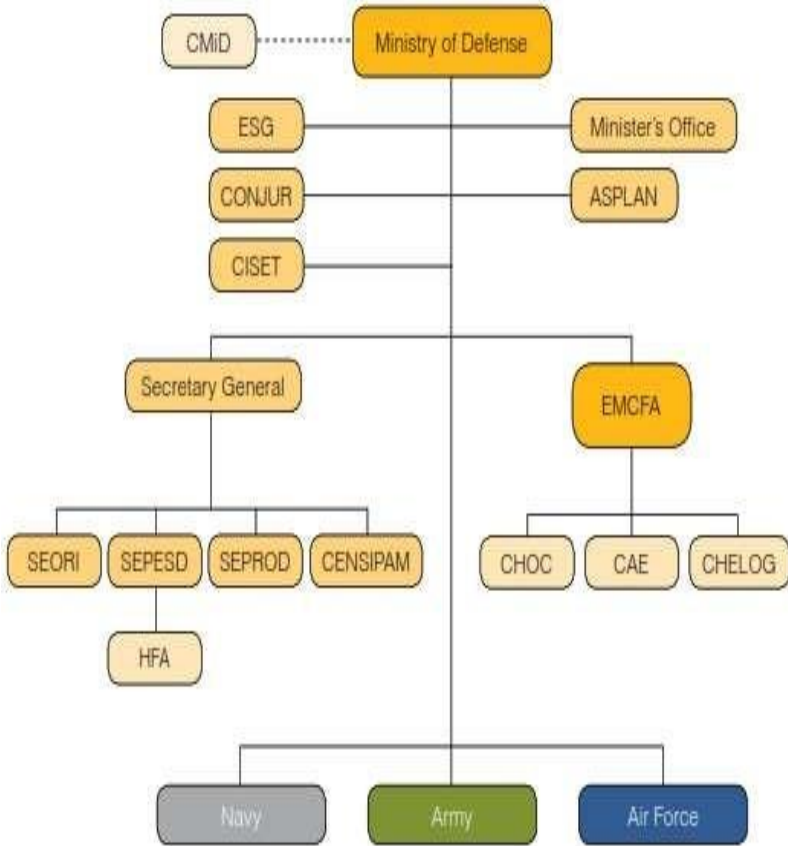 CMiD
Ministry of Defense
ESG
Minister's Office
CONJUR
ASPLAN
CISET
Secretary General
EMCFA
SEORI
SEPESD
SEPROD
CENSIPAM
CHOC
CAE
CHELOG
HFA
Navy
Army
Air Force